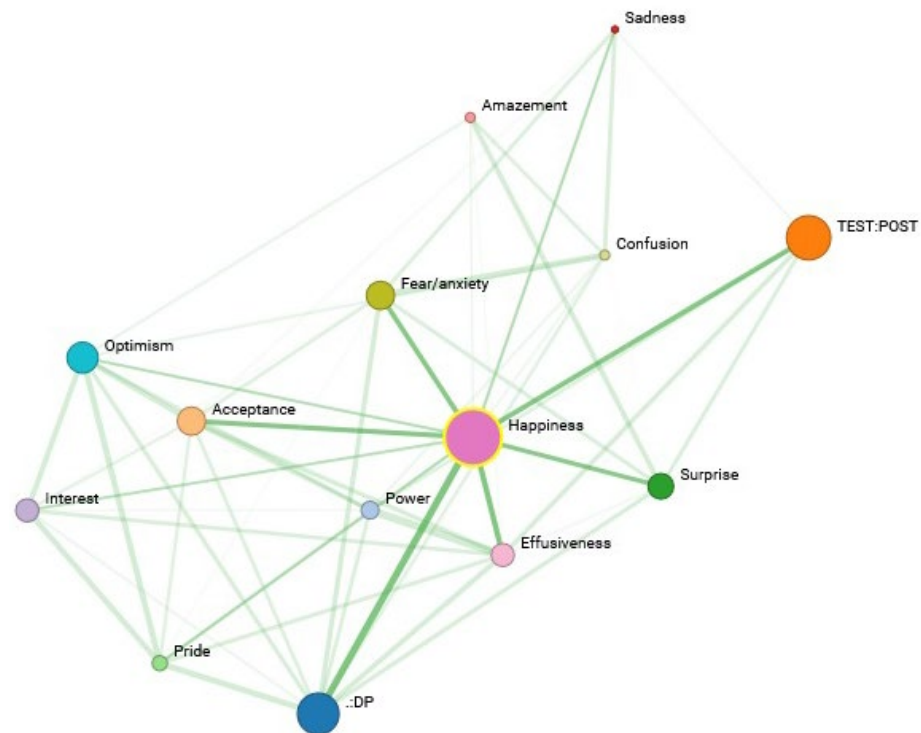 Sadness
Amazement
TEST:POST
Confusion
Fear/anxiety
Optimism
Acceptance
Happiness
Surprise
Interest
Power
Effusiveness
Pride
.:DP